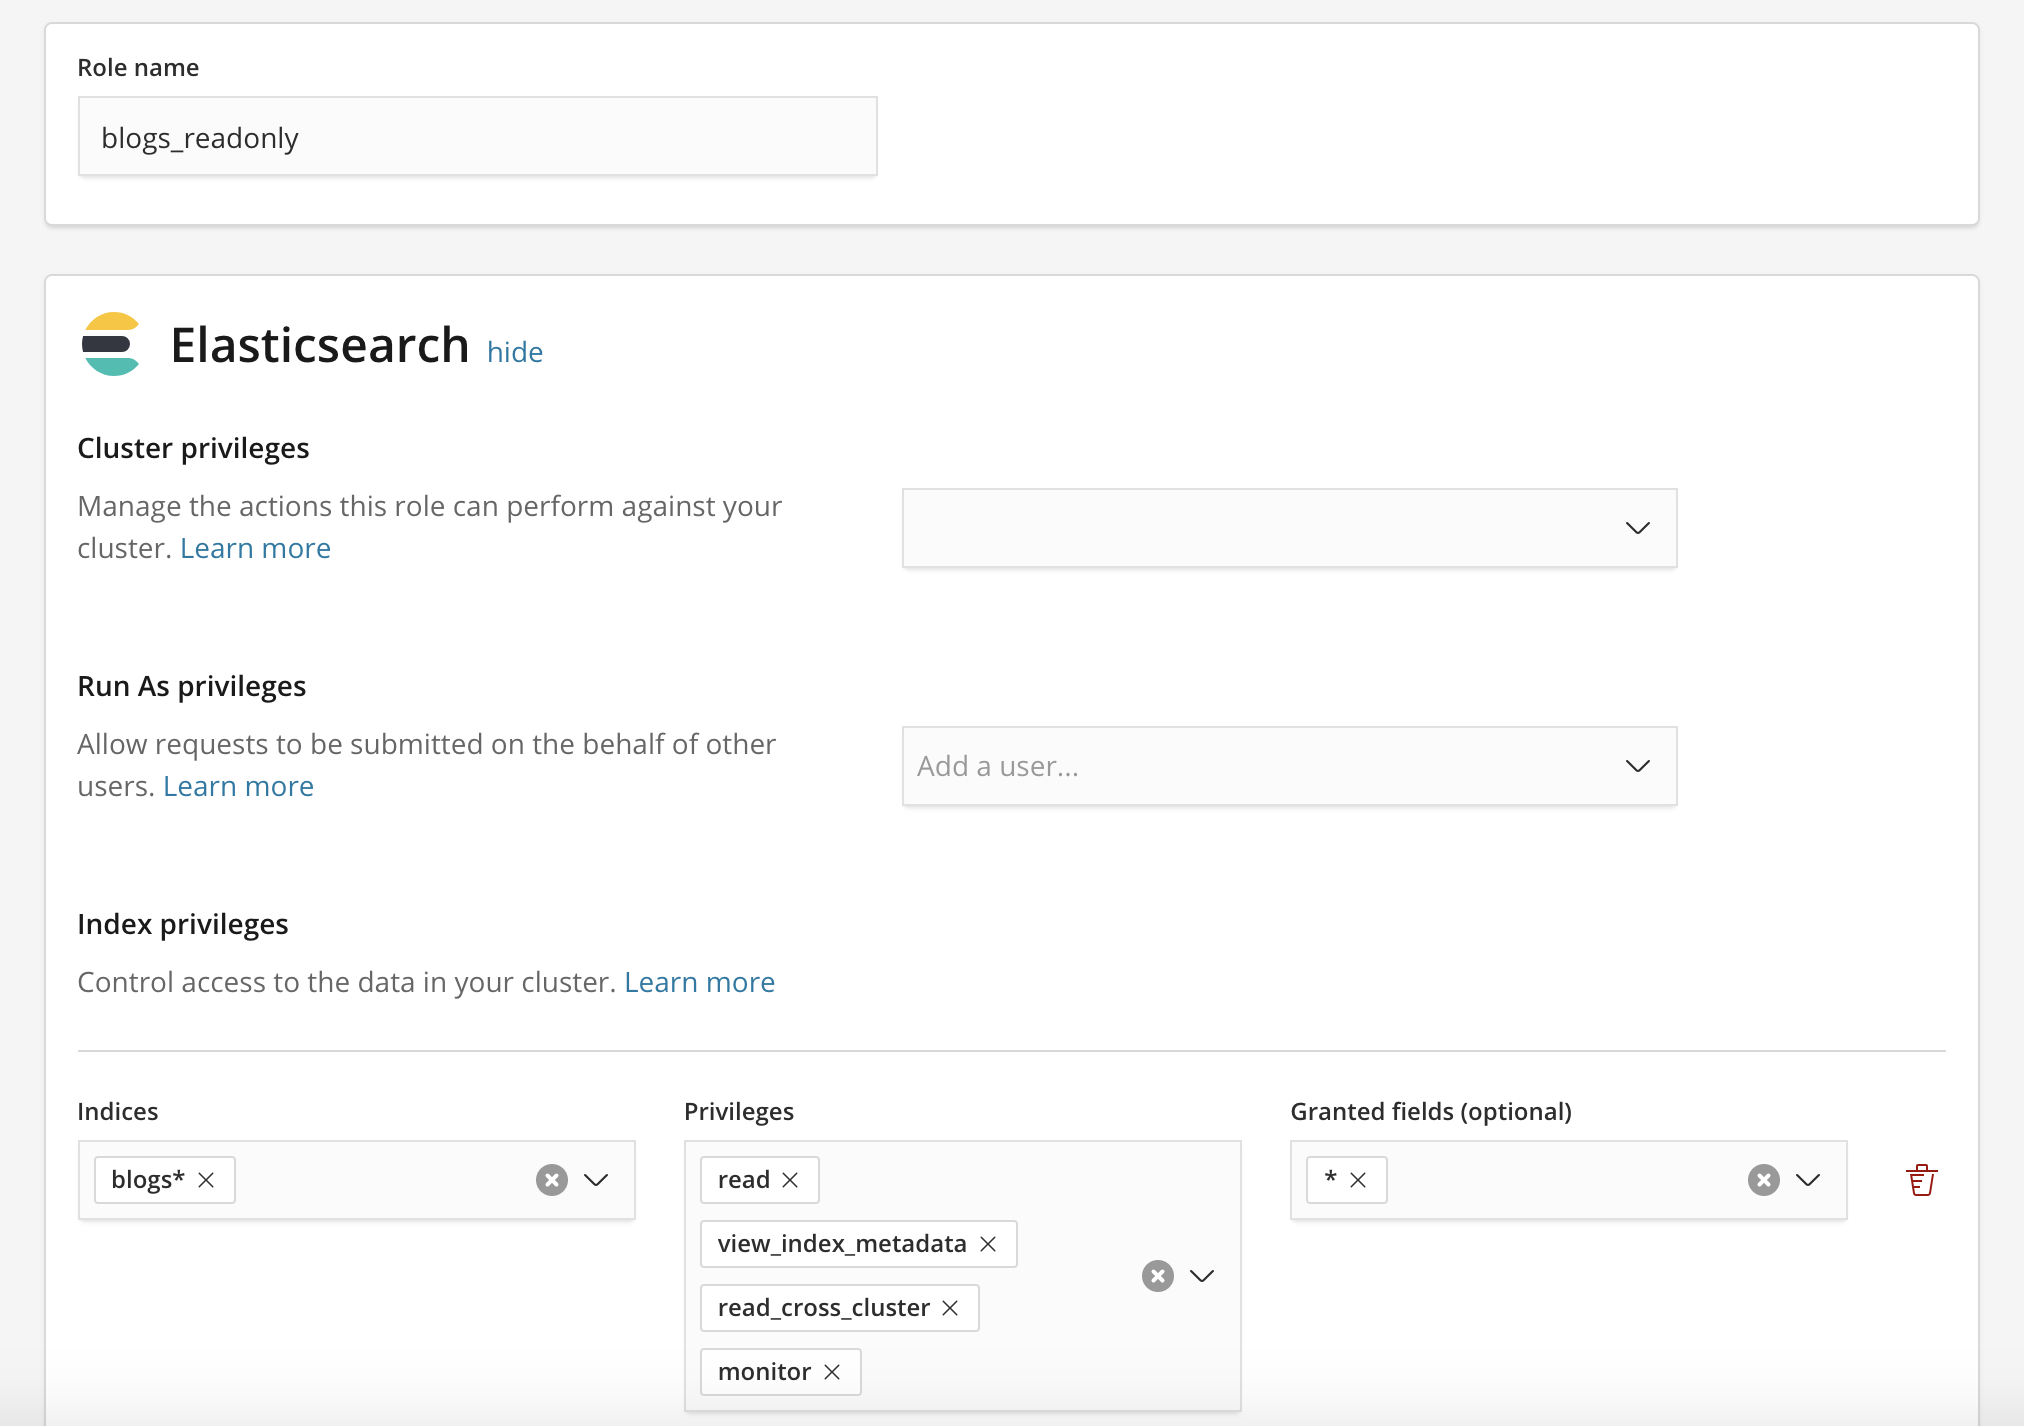 Role name
blogs_readonly
Elasticsearch hide
Cluster privileges
Manage the actions this role can perform against your
cluster. Learn more
Run As privileges
Allow requests to be submitted on the behalf of other
users. Learn more
Add a user...
Index privileges
Control access to the data in your cluster. Learn more
Indices
blogs*
Privileges
read
view_index_metadata
read_cross_cluster
monitor
Granted fields (optional)
*